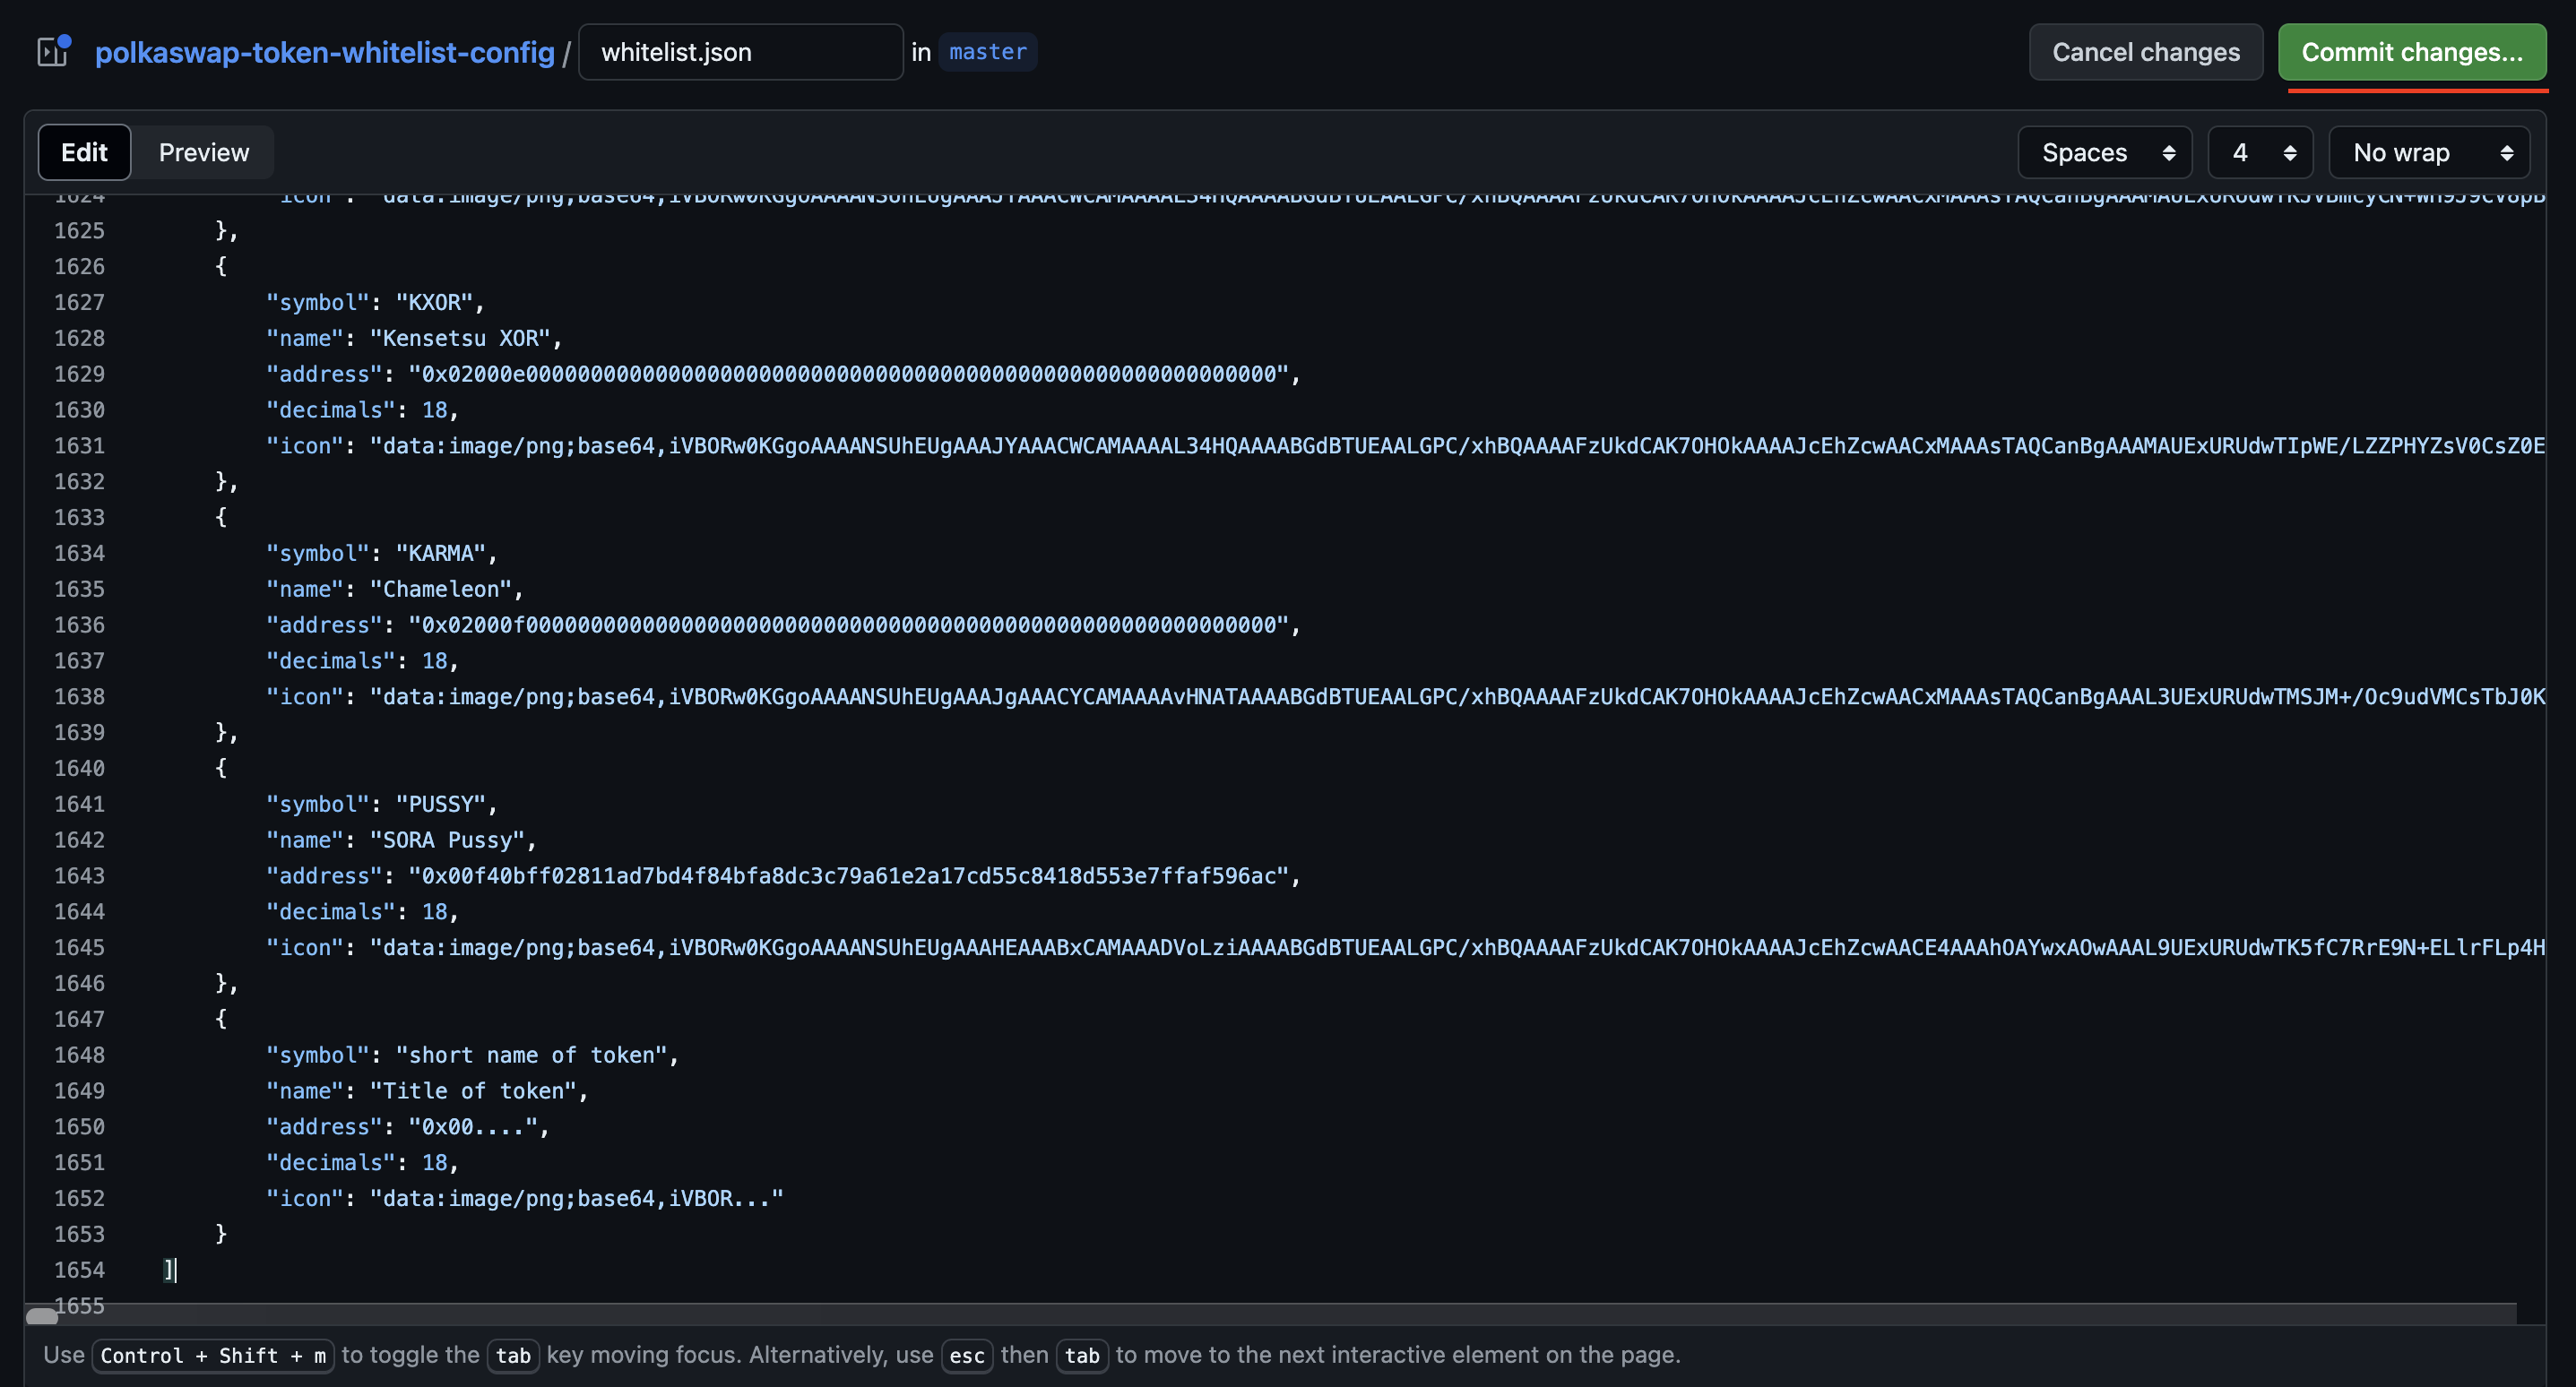 polkaswap-token-whitelist-config / whitelist.json in master Cancel changes Commit changes...
Edit Preview Spaces 4 No wrap
1625 },
1626 {
1627 "symbol": "KXOR",
1628 "name": "Kensetsu XOR",
1629 "address": "0x02000e0000000000000000000000000000000000000000000000000000000000",
1630 "decimals": 18,
1631 "icon": "data:image/png;base64,iVBORw0KGgoAAAANSUhEUgAAAJYAAACWCAMAAAAL34HQAAAABGdBTUEAALGPC/xhBQAAAAFzUkdCAK7OHOkAAAAJcEhZcwAACxMAAAsTAQCanBgAAAMAUExURUdwTIpWE/LZZPHYZsV0CsZ0E
1632 },
1633 {
1634 "symbol": "KARMA",
1635 "name": "Chameleon",
1636 "address": "0x02000f0000000000000000000000000000000000000000000000000000000000",
1637 "decimals": 18,
1638 "icon": "data:image/png;base64,iVBORw0KGgoAAAANSUhEUgAAAJgAAACYCAMAAAAvHNATAAAABGdBTUEAALGPC/xhBQAAAAFzUkdCAK7OHOkAAAAJcEhZcwAACxMAAAsTAQCanBgAAAL3UExURUdwTMSJM+/Oc9udVMCsTbJ0K
1639 },
1640 {
1641 "symbol": "PUSSY",
1642 "name": "SORA Pussy",
1643 "address": "0x00f40bff02811ad7bd4f84bfa8dc3c79a61e2a17cd55c8418d553e7ffaf596ac",
1644 "decimals": 18,
1645 "icon": "data:image/png;base64,iVBORw0KGgoAAAANSUhEUgAAAHEAAABxCAMAAADVoLziAAAABGdBTUEAALGPC/xhBQAAAAFzUkdCAK7OHOkAAAAJcEhZcwAACE4AAAhOAYwxAOwAAAL9UExURUdwTK5fC7RrE9N+ELlrFLp4H
1646 },
1647 {
1648 "symbol": "short name of token",
1649 "name": "Title of token",
1650 "address": "0x00....",
1651 "decimals": 18,
1652 "icon": "data:image/png;base64,iVBOR..."
1653 }
1654 ]
1655
Use Control + Shift + m to toggle the tab key moving focus. Alternatively, use esc then tab to move to the next interactive element on the page.